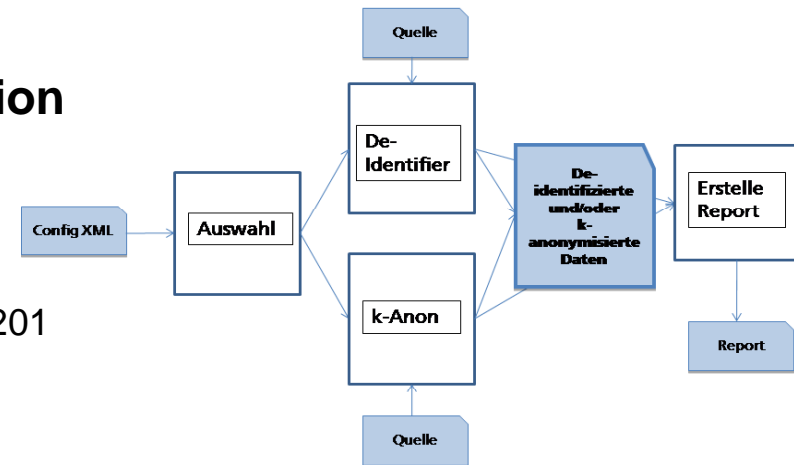 ion
201
Config XML
Auswahl
Quelle
De-
Identifier
k-Anon
Quelle
De-
identifizierte
und/oder
k-
anonymisierte
Daten
Erstelle
Report
Report